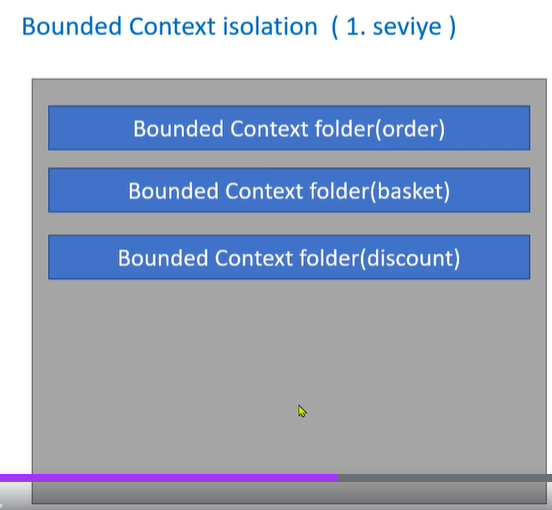 Bounded Context isolation ( 1. seviye )
Bounded Context folder(order)
Bounded Context folder(basket)
Bounded Context folder(discount)